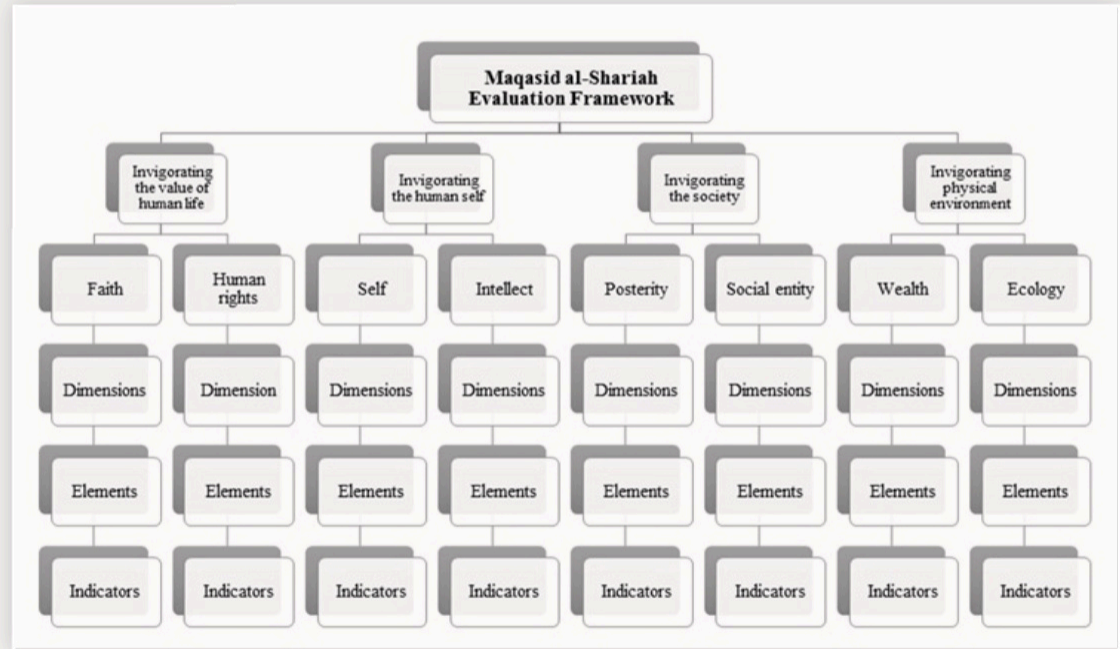 Maqasid al-Shariah
Evaluation Framework
Invigorating
the value of
human life
Invigorating
the human self
Invigorating
the society
Invigorating
physical
environment
Faith
Human
rights
Self
Intellect
Posterity
Social entity
Wealth
Ecology
Dimensions
Dimension
Dimensions
Dimensions
Dimensions
Dimensions
Dimensions
Dimensions
Elements
Elements
Elements
Elements
Elements
Elements
Elements
Elements
Indicators
Indicators
Indicators
Indicators
Indicators
Indicators
Indicators
Indicators